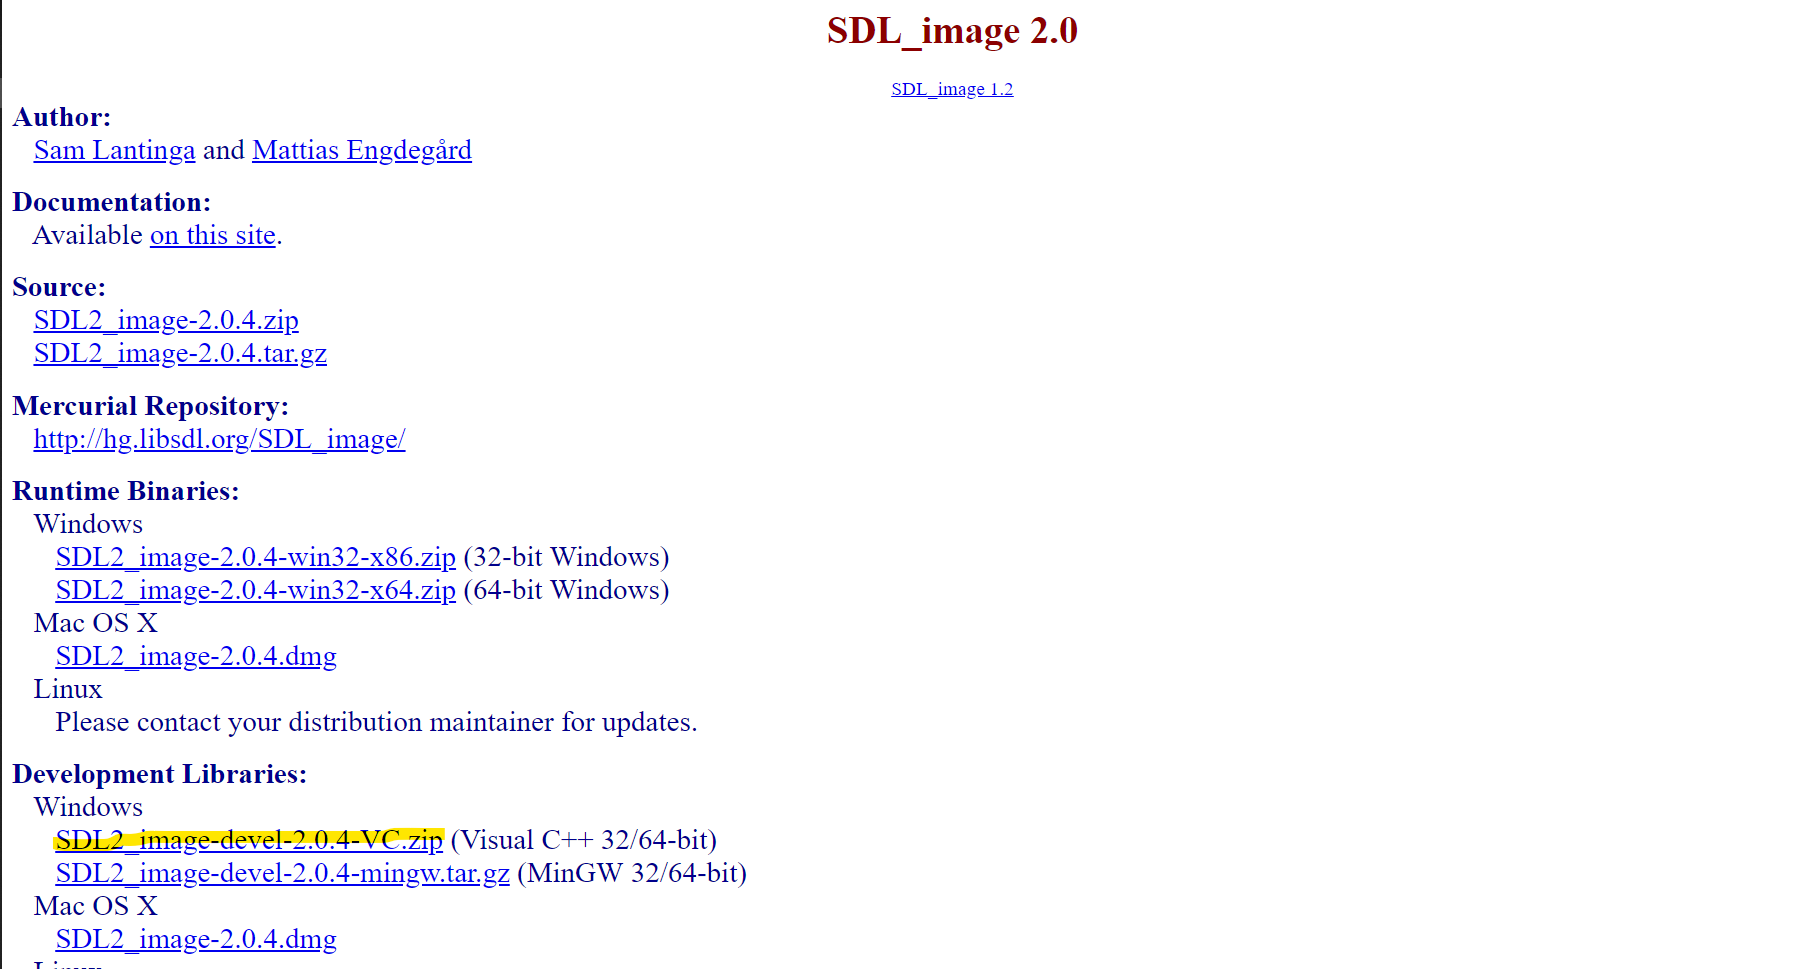 SDL_image 2.0
SDL_image 1.2
Author:
Sam Lantinga and Mattias Engdegård
Documentation:
Available on this site.
Source:
SDL2_image-2.0.4.zip
SDL2_image-2.0.4.tar.gz
Mercurial Repository:
http://hg.libsdl.org/SDL_image/
Runtime Binaries:
Windows
SDL2_image-2.0.4-win32-x86.zip (32-bit Windows)
SDL2_image-2.0.4-win32-x64.zip (64-bit Windows)
Mac OS X
SDL2_image-2.0.4.dmg
Linux
Please contact your distribution maintainer for updates.
Development Libraries:
Windows
SDL2_image-devel-2.0.4-VC.zip (Visual C++ 32/64-bit)
SDL2_image-devel-2.0.4-mingw.tar.gz (MinGW 32/64-bit)
Mac OS X
SDL2_image-2.0.4.dmg